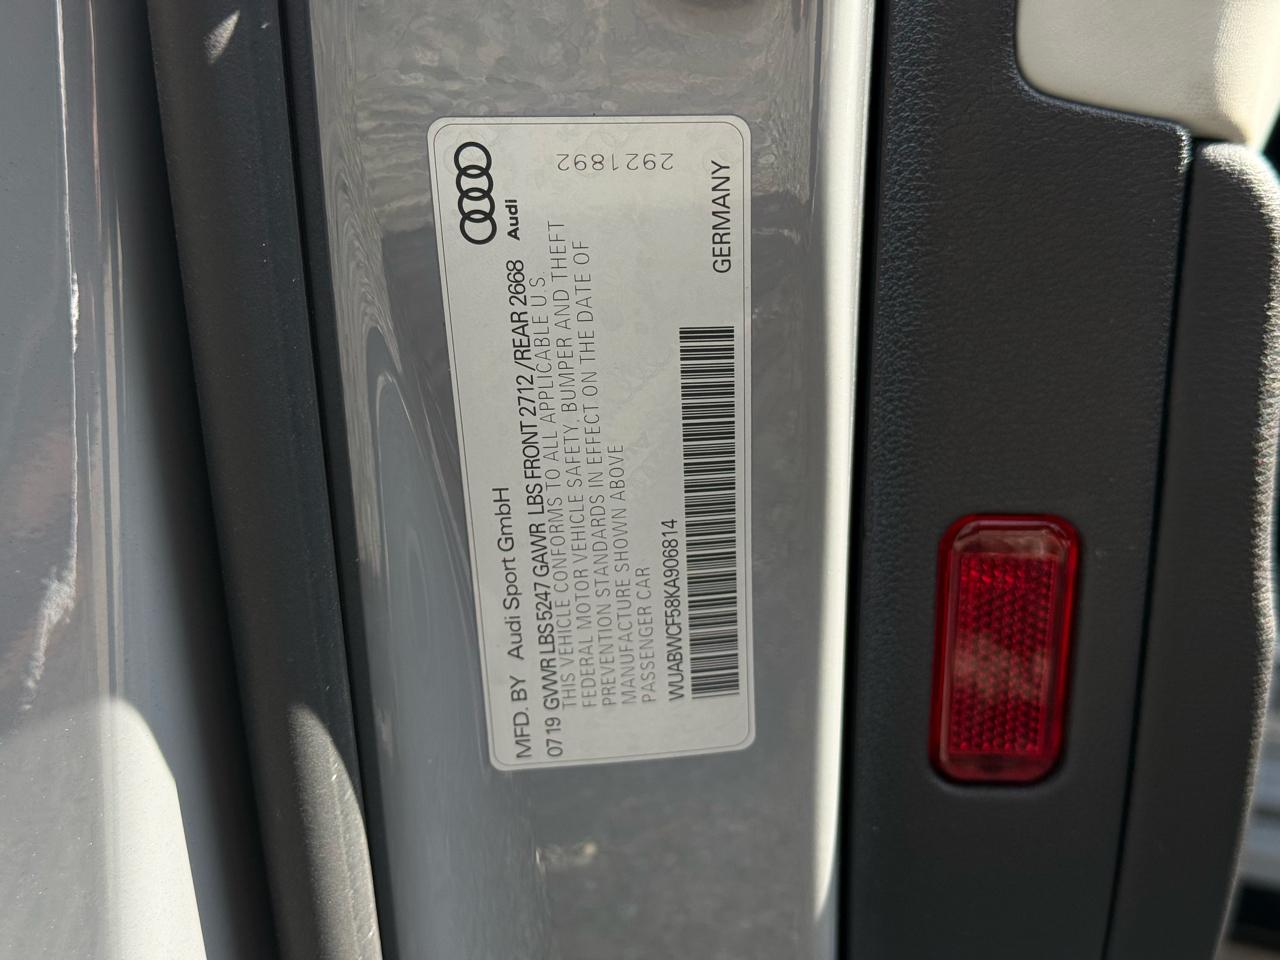 Audi
MFD. BY Audi Sport GmbH
0719 GVWR LBS 5247 GAWR LBS FRONT 2712 /REAR 2668
THIS VEHICLE CONFORMS TO ALL APPLICABLE U.S.
FEDERAL MOTOR VEHICLE SAFETY, BUMPER AND THEFT
PREVENTION STANDARDS IN EFFECT ON THE DATE OF
MANUFACTURE SHOWN ABOVE
PASSENGER CAR
WUABWCF58KA906814
GERMANY
2921892